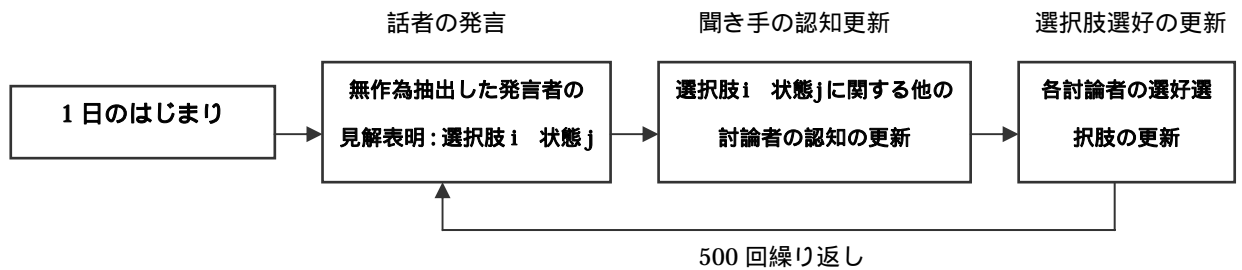 話者の発言
聞き手の認知更新
選択肢選好の更新
1日のはじまり
無作為抽出した発言者の
見解表明:選択肢i 状態j
選択肢i 状態jに関する他の
討論者の認知の更新
各討論者の選好選
択肢の更新
500回繰り返し